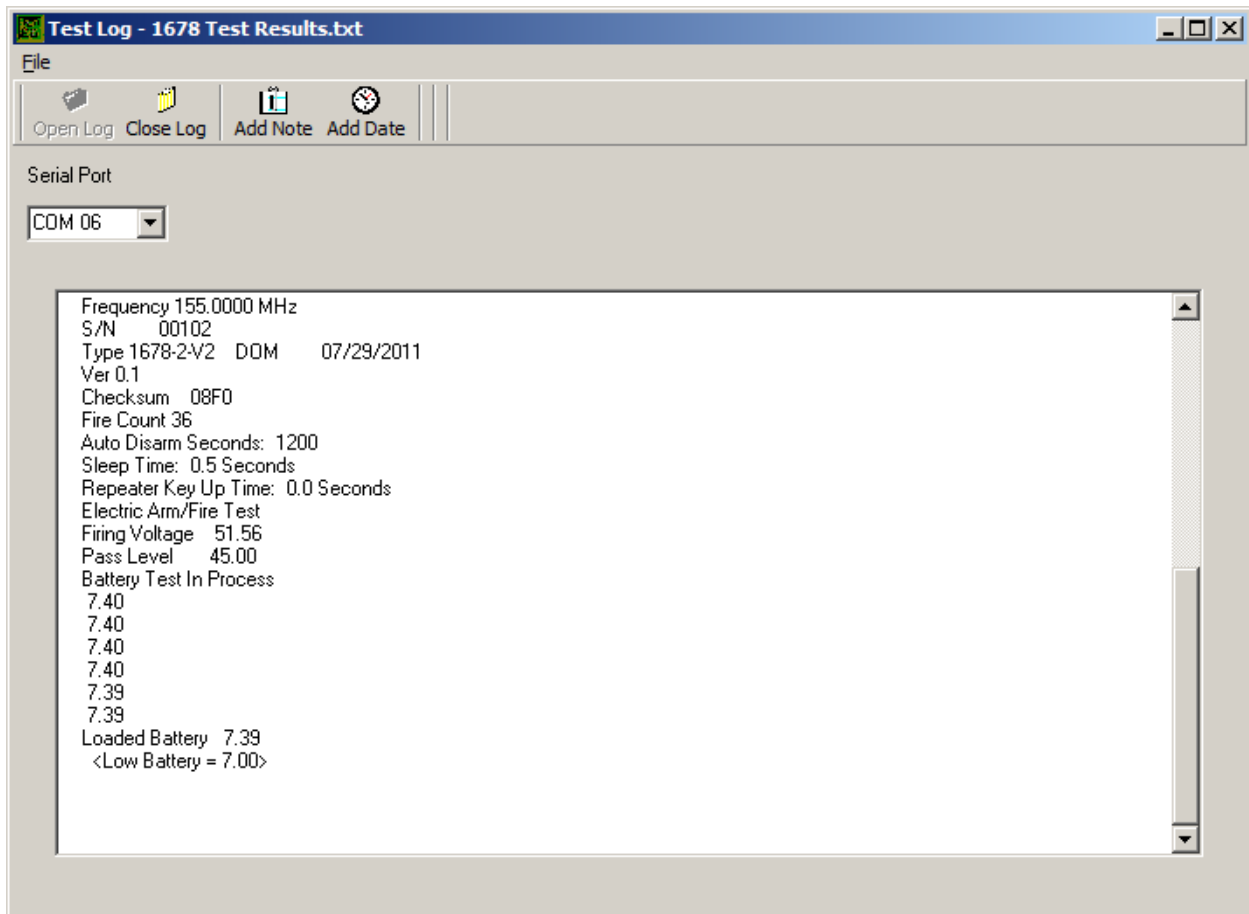 Test Log - 1678 Test Results.txt
File
Open Log Close Log Add Note Add Date
Serial Port
COM 06
Frequency 155.0000 MHz
S/N 00102
Type 1678-2-V2 DOM 07/29/2011
Ver 0.1
Checksum 08F0
Fire Count 36
Auto Disarm Seconds: 1200
Sleep Time: 0.5 Seconds
Repeater Key Up Time: 0.0 Seconds
Electric Arm/Fire Test
Firing Voltage 51.56
Pass Level 45.00
Battery Test In Process
7.40
7.40
7.40
7.40
7.39
7.39
Loaded Battery 7.39
<Low Battery = 7.00>